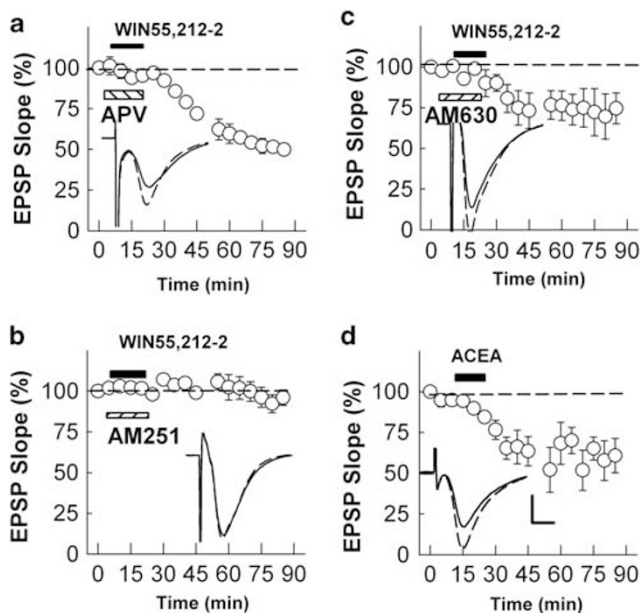 a
WIN55,212-2
EPSP Slope (%)
100
75
50
25
0
APV
0 15 30 45 60 75 90
Time (min)
c
WIN55,212-2
EPSP Slope (%)
100
75
50
25
0
AM630
0 15 30 45 60 75 90
Time (min)
b
WIN55,212-2
EPSP Slope (%)
100
75
50
25
0
AM251
0 15 30 45 60 75 90
Time (min)
d
ACEA
EPSP Slope (%)
100
75
50
25
0
0 15 30 45 60 75 90
Time (min)